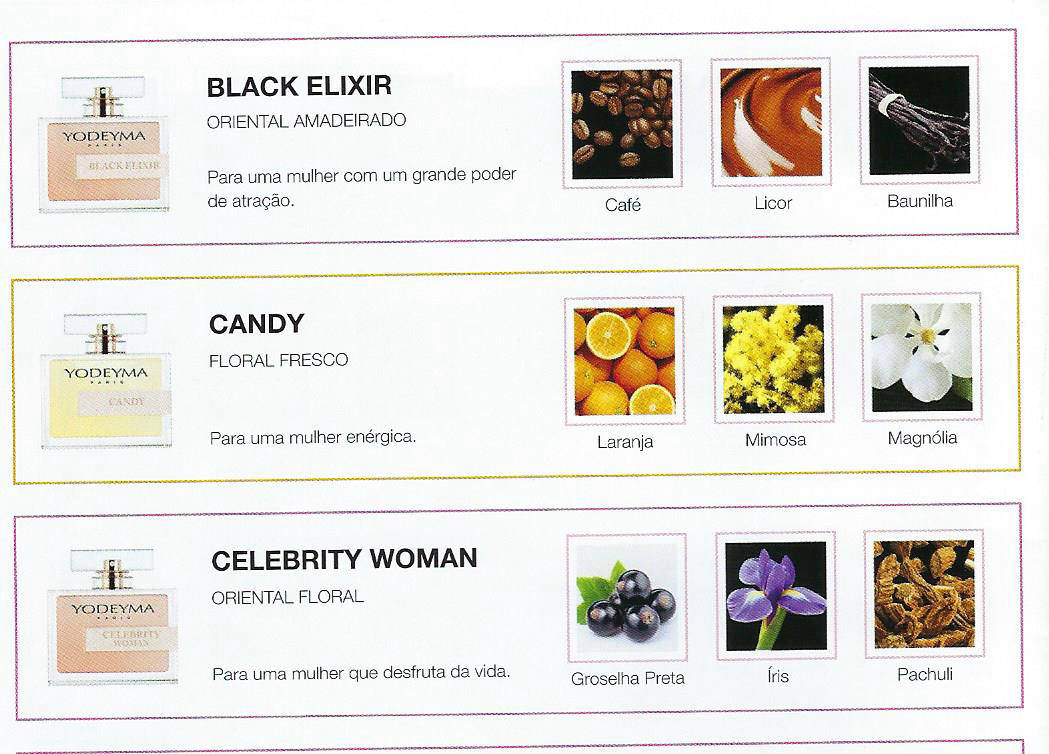 YODEYMA
PARIS
BLACK ELIXIR
BLACK ELIXIR
ORIENTAL AMADEIRADO
Para uma mulher com um grande poder
de atração.
Café
Licor
Baunilha
YODEYMA
PARIS
CANDY
CANDY
FLORAL FRESCO
Para uma mulher enérgica.
Laranja
Mimosa
Magnólia
YODEYMA
PARIS
CELEBRITY
WOMAN
CELEBRITY WOMAN
ORIENTAL FLORAL
Para uma mulher que desfruta da vida.
Groselha Preta
Íris
Pachuli